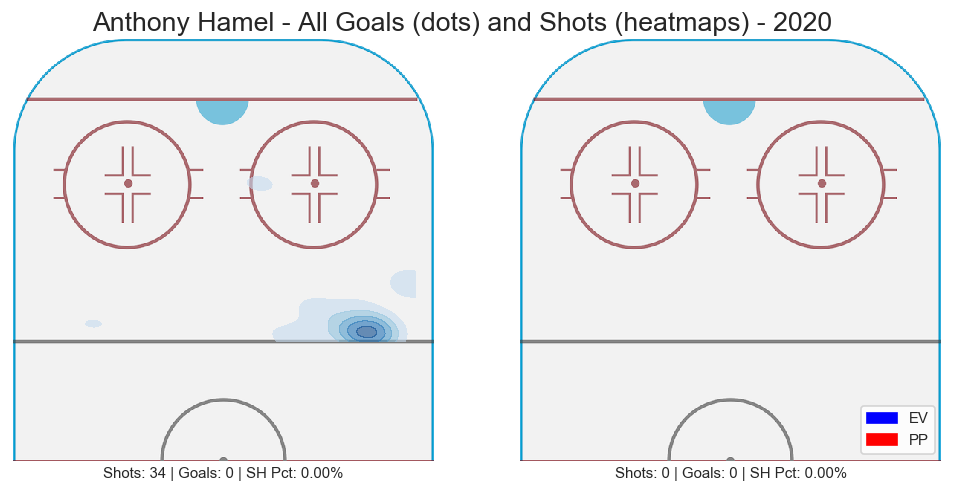 Anthony Hamel - All Goals (dots) and Shots (heatmaps) - 2020
EV
PP
Shots: 34 | Goals: 0 | SH Pct: 0.00%
Shots: 0 | Goals: 0 | SH Pct: 0.00%